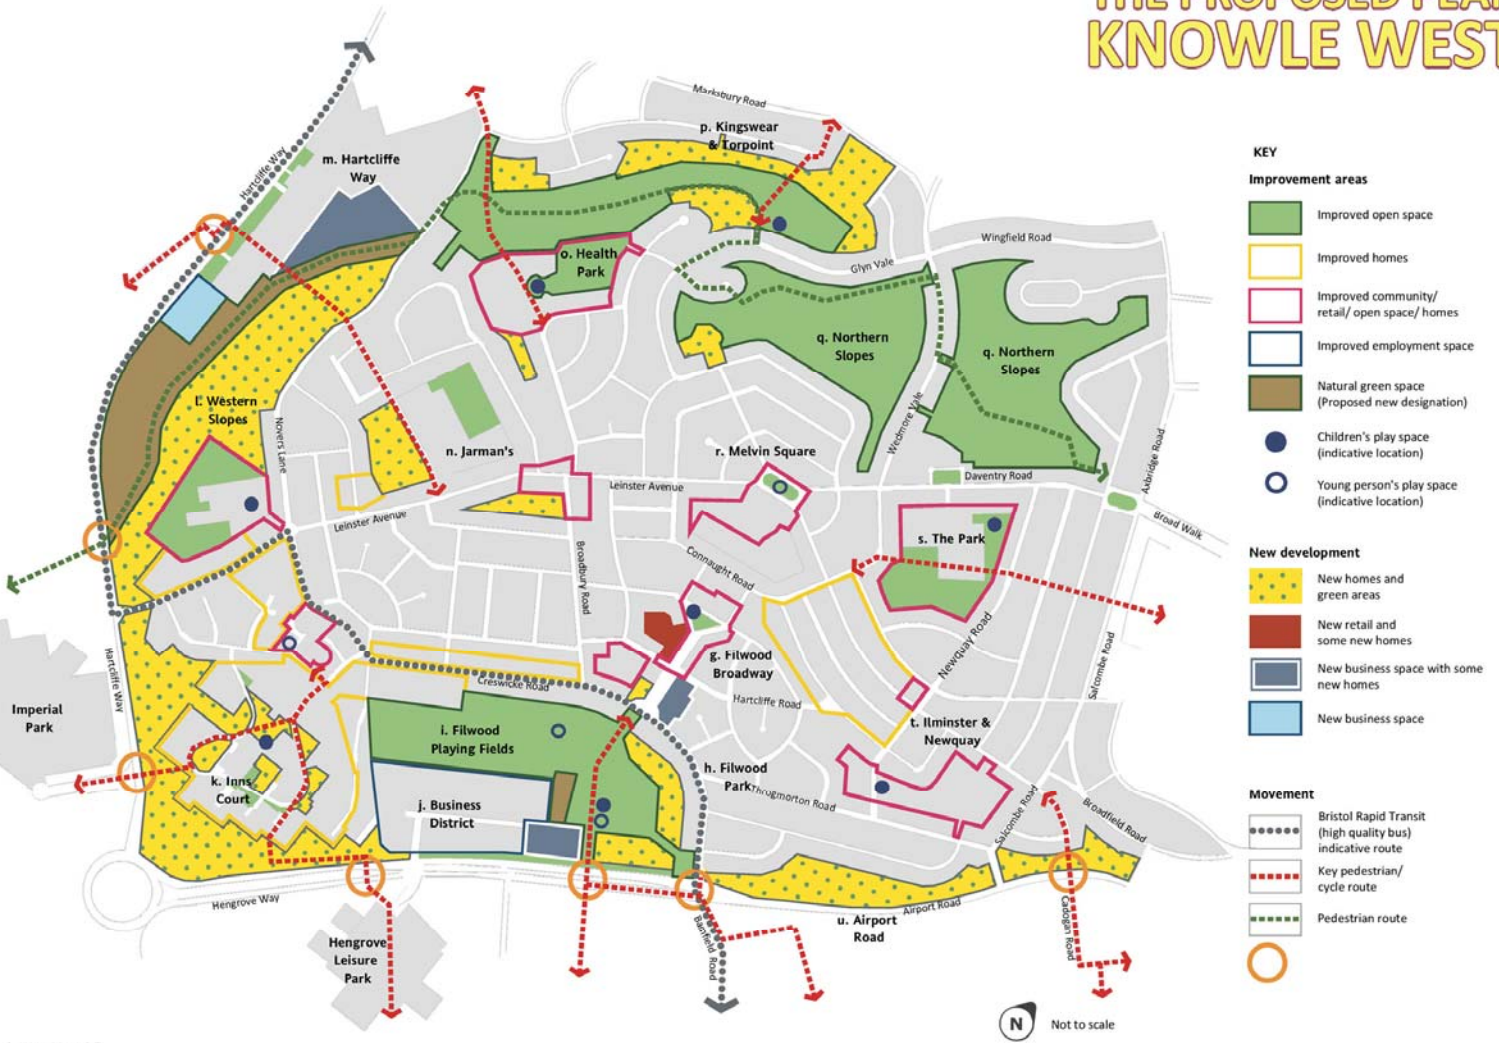 THE PROPOSED PLAN
KNOWLE WEST
KEY
Improvement areas
Improved open space
Improved homes
Improved community/
retail/ open space/ homes
Improved employment space
Natural green space
(Proposed new designation)
Children's play space
(indicative location)
Young person's play space
(indicative location)
New development
New homes and
green areas
New retail and
some new homes
New business space with some
new homes
New business space
Movement
Bristol Rapid Transit
(high quality bus)
indicative route
Key pedestrian/
cycle route
Pedestrian route
N
Not to scale
Marksbury Road
p. Kingswear
& Torpoint
m. Hartcliffe
Way
Hartcliffe Way
Wingfield Road
Glyn Vale
o. Health
Park
q. Northern
Slopes
q. Northern
Slopes
l. Western
Slopes
Novers Lane
Wedmore Vale
n. Jarman's
r. Melvin Square
Leinster Avenue
Leinster Avenue
Daventry Road
Axbridge Road
Broad Walk
s. The Park
Connaught Road
Broadbury Road
Newquay Road
Salcombe Road
g. Filwood
Broadway
Hartcliffe Road
Creswicke Road
Hartcliffe Way
Imperial
Park
i. Filwood
Playing Fields
t. Ilminster &
Newquay
h. Filwood
Park
Throgmorton Road
k. Inns
Court
j. Business
District
Salcombe Road
Broadfield Road
Hengrove Way
u. Airport
Road
Airport Road
Cadogan Road
Bamfield Road
Hengrove
Leisure
Park